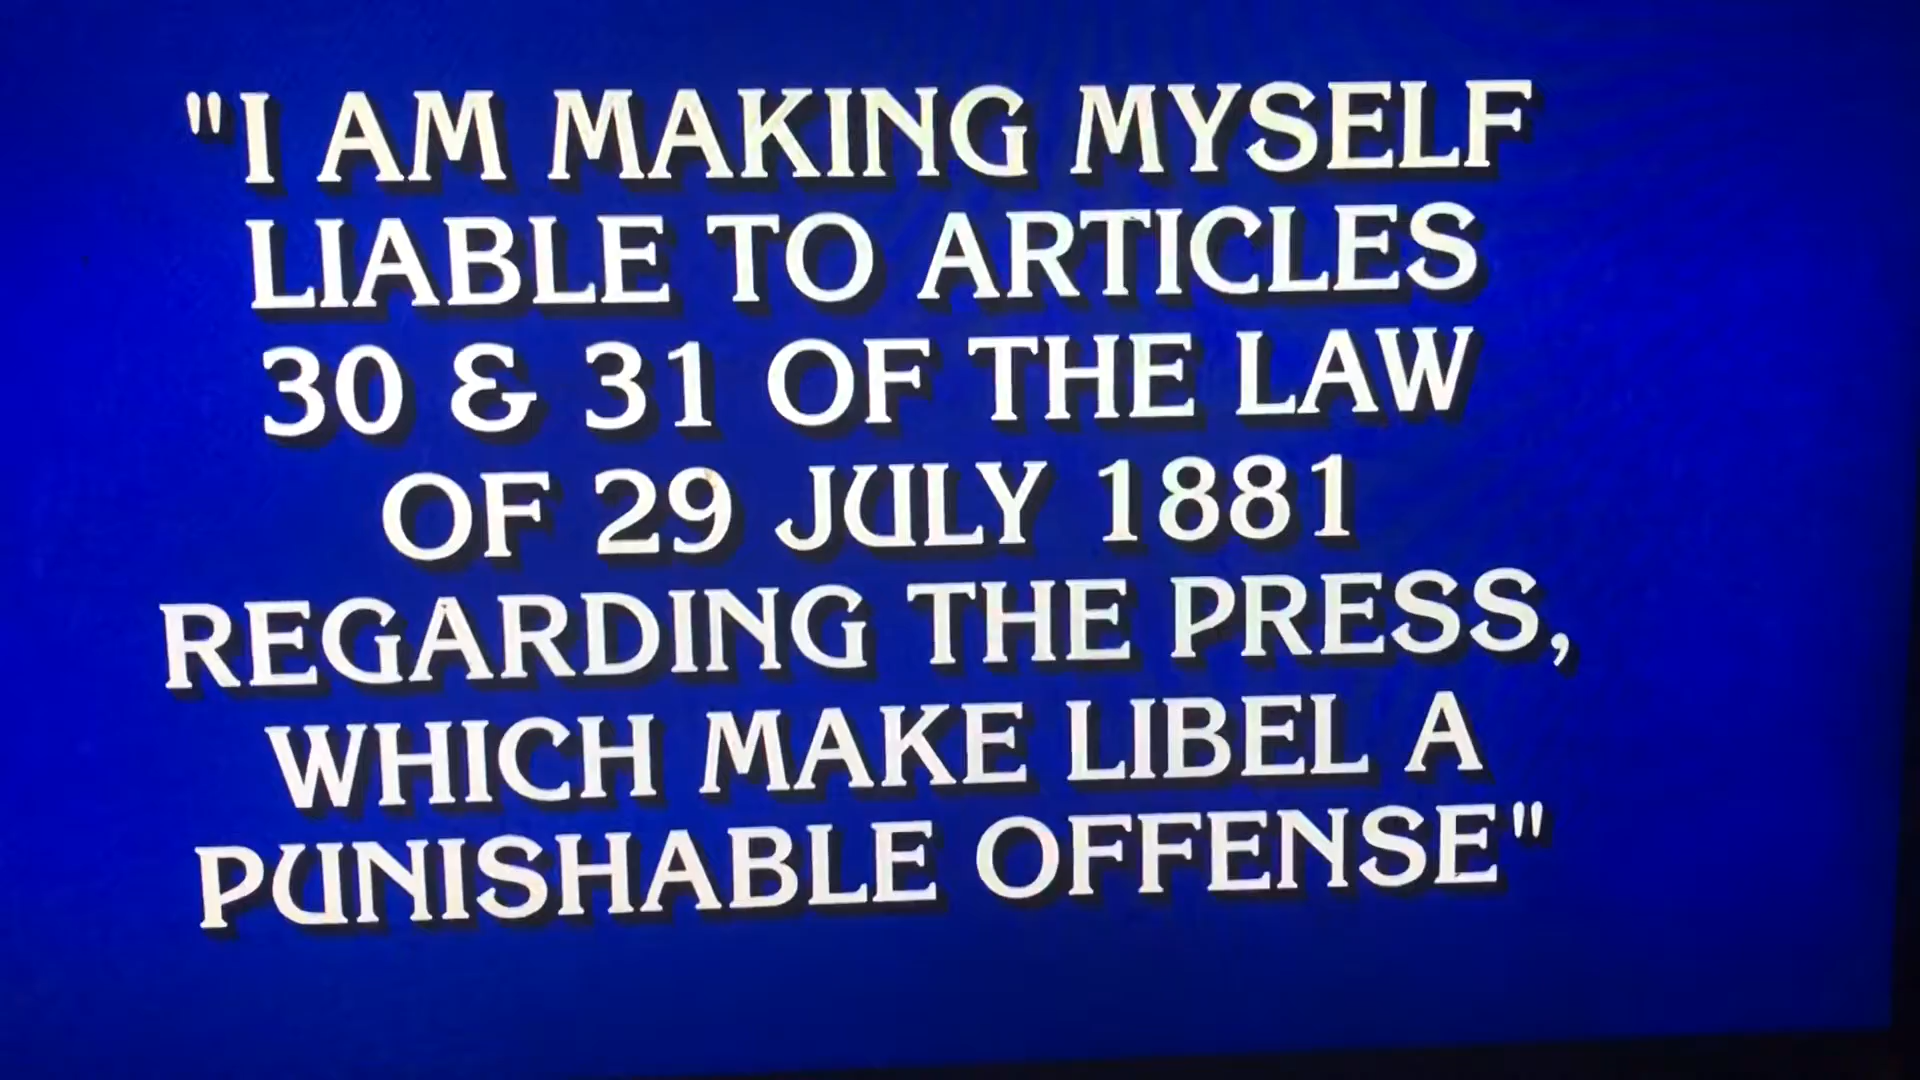 "I AM MAKING MYSELF
LIABLE TO ARTICLES
30 & 31 OF THE LAW
OF 29 JULY 1881
REGARDING THE PRESS,
WHICH MAKE LIBEL A
PUNISHABLE OFFENSE"